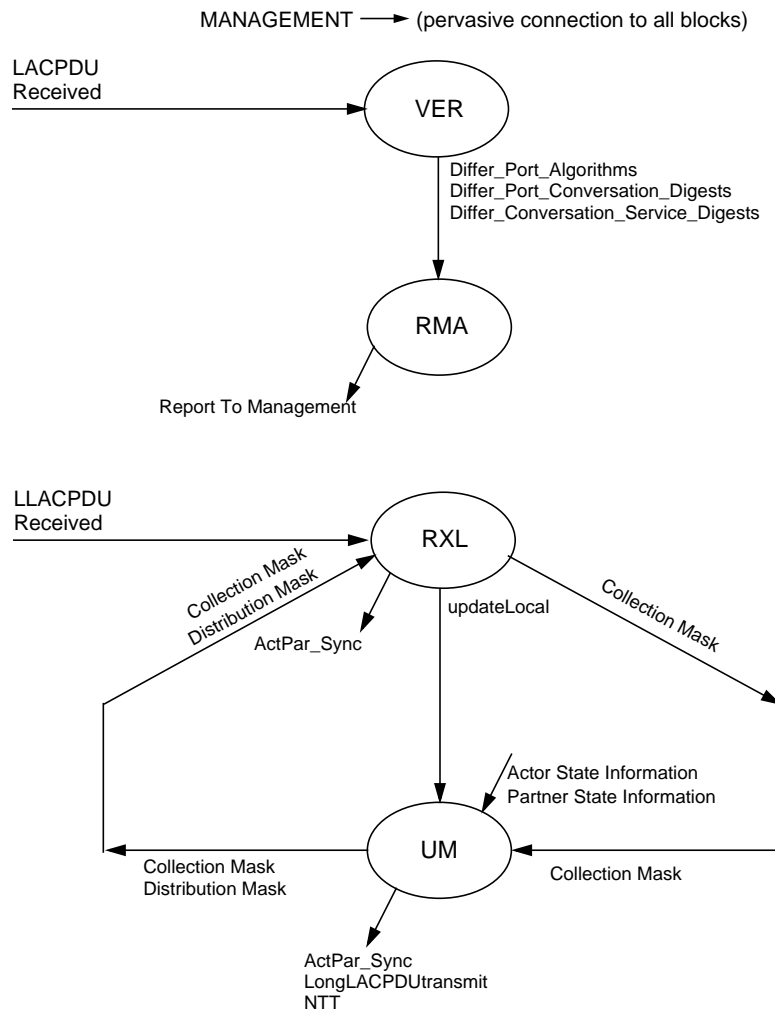 MANAGEMENT (pervasive connection to all blocks)
LACPDU
Received
VER
Differ_Port_Algorithms
Differ_Port_Conversation_Digests
Differ_Conversation_Service_Digests
RMA
Report To Management
LLACPDU
Received
RXL
Collection Mask
Distribution Mask
updateLocal
Collection Mask
ActPar_Sync
Actor State Information
Partner State Information
UM
Collection Mask
Distribution Mask
Collection Mask
ActPar_Sync
LongLACPDUtransmit
NTT